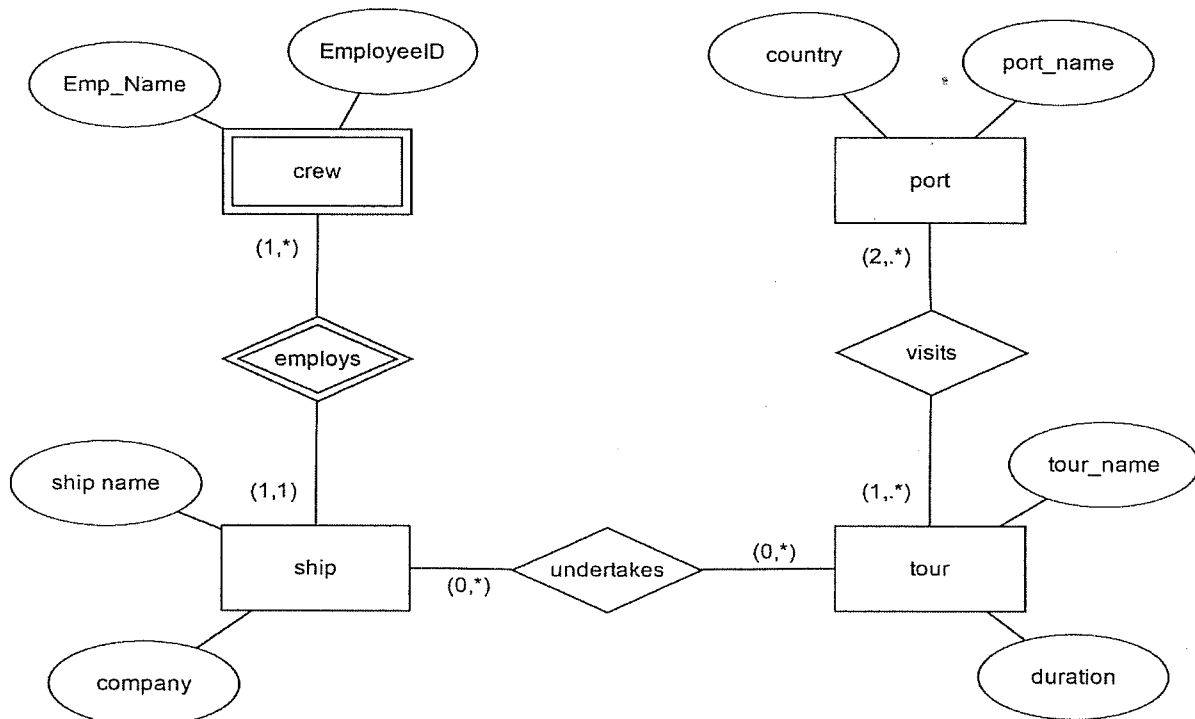 EmployeeID
country
port_name
Emp_Name
crew
port
(1,*)
(2,.*)
employs
visits
ship name
tour_name
(1,1)
(1,.*)
ship
(0,*)
undertakes
(0,*)
tour
company
duration